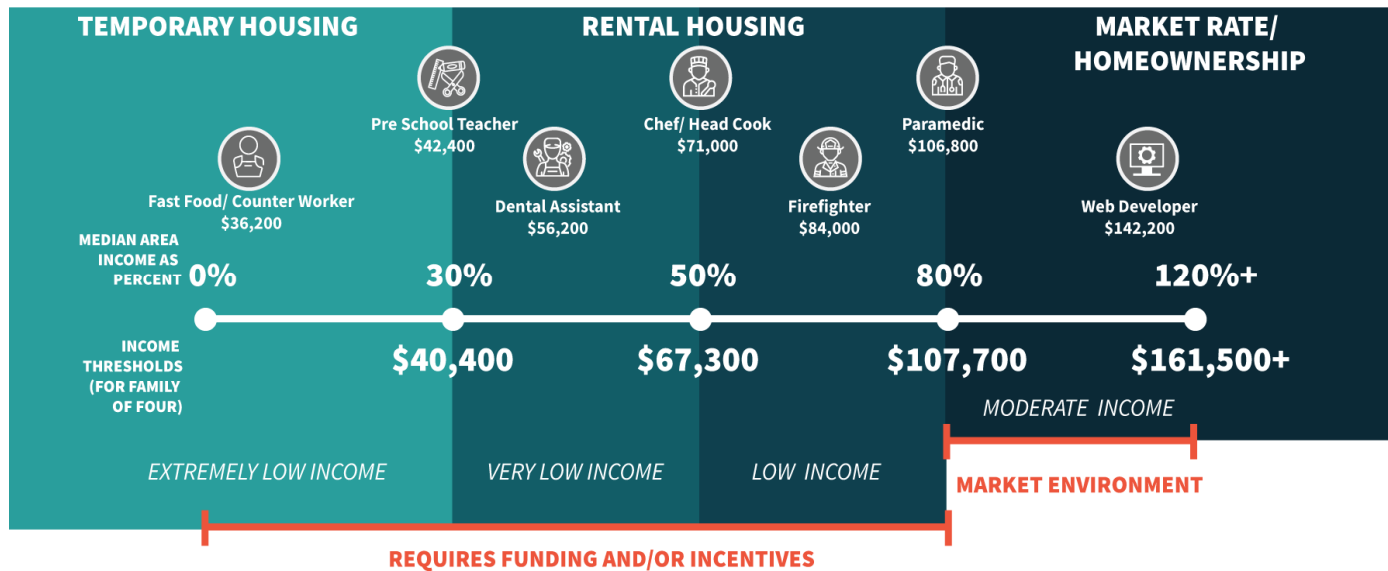 TEMPORARY HOUSING
RENTAL HOUSING
MARKET RATE/
HOMEOWNERSHIP
Fast Food/ Counter Worker
$36,200
Pre School Teacher
$42,400
Dental Assistant
$56,200
Chef/ Head Cook
$71,000
Firefighter
$84,000
Paramedic
$106,800
Web Developer
$142,200
MEDIAN AREA
INCOME AS
PERCENT
0%
30%
50%
80%
120%+
INCOME
THRESHOLDS
(FOR FAMILY
OF FOUR)
$40,400
$67,300
$107,700
$161,500+
MODERATE INCOME
EXTREMELY LOW INCOME
VERY LOW INCOME
LOW INCOME
MARKET ENVIRONMENT
REQUIRES FUNDING AND/OR INCENTIVES